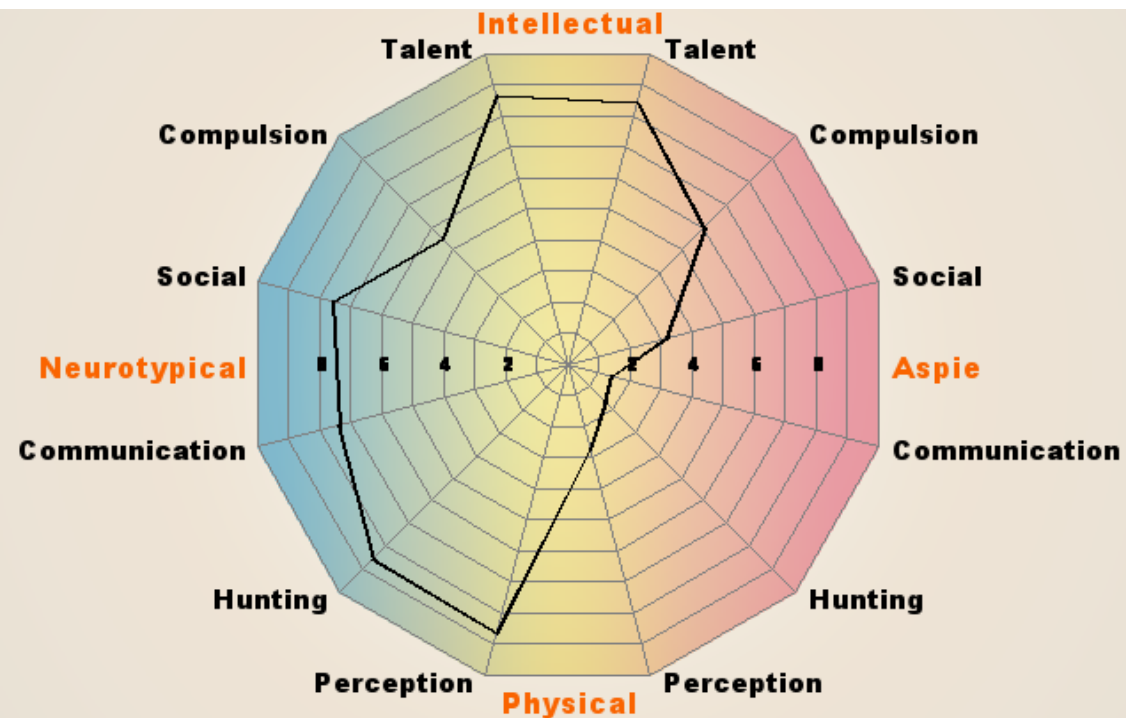 Intellectual
Talent Talent
Compulsion Compulsion
Social Social
Neurotypical 8 6 4 2 2 4 6 8 Aspie
Communication Communication
Hunting Hunting
Perception Perception
Physical